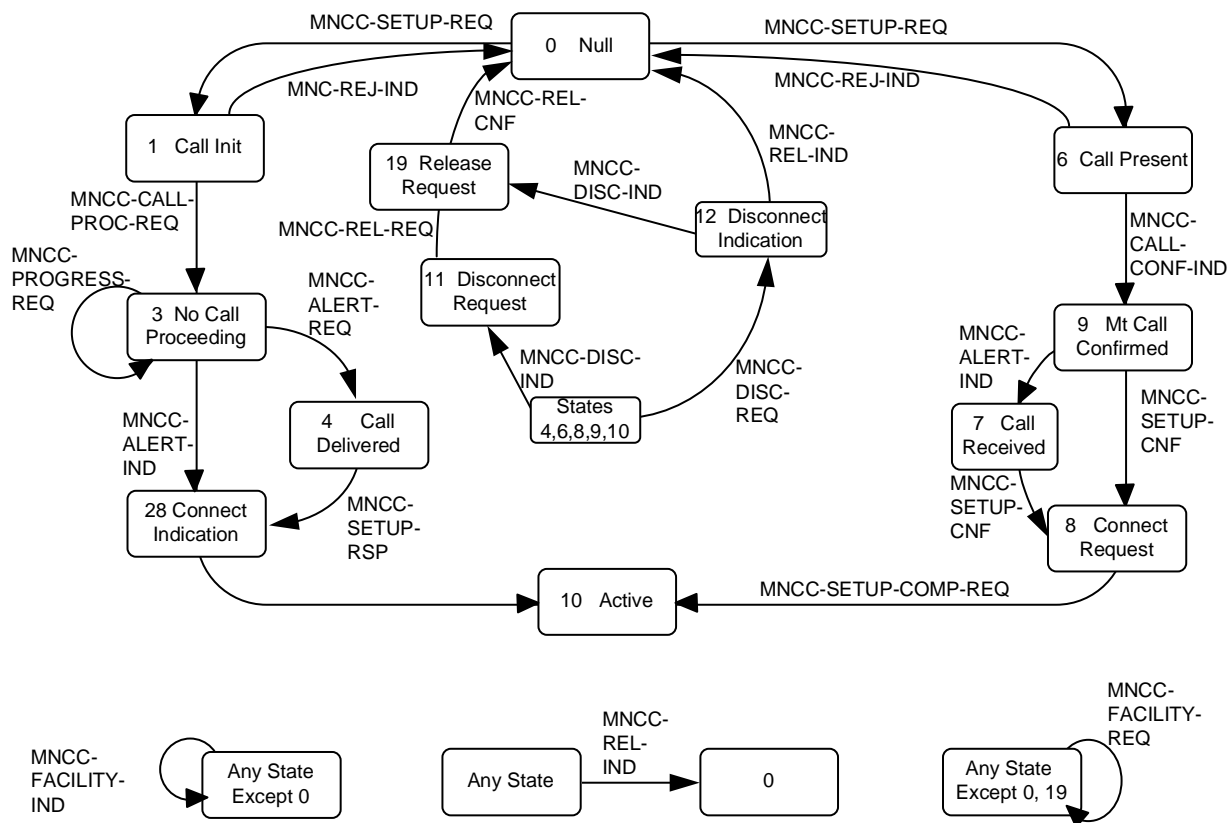 MNCC-SETUP-REQ
0 Null
MNCC-SETUP-REQ
MNC-REJ-IND
MNCC-REL-
CNF
MNCC-REJ-IND
1 Call Init
19 Release
Request
MNCC-
DISC-IND
MNCC-
REL-IND
6 Call Present
MNCC-CALL-
PROC-REQ
MNCC-REL-REQ
12 Disconnect
Indication
MNCC-
CALL-
CONF-IND
MNCC-
PROGRESS-
REQ
MNCC-
ALERT-
REQ
11 Disconnect
Request
3 No Call
Proceeding
9 Mt Call
Confirmed
MNCC-DISC-
IND
MNCC-
DISC-
REQ
MNCC-
ALERT-
IND
MNCC-
SETUP-
CNF
States
4,6,8,9,10
MNCC-
ALERT-
IND
4 Call
Delivered
7 Call
Received
28 Connect
Indication
MNCC-
SETUP-
RSP
MNCC-
SETUP-
CNF
8 Connect
Request
10 Active
MNCC-SETUP-COMP-REQ
MNCC-
FACILITY-
IND
Any State
Except 0
Any State
MNCC-
REL-
IND
0
Any State
Except 0, 19
MNCC-
FACILITY-
REQ